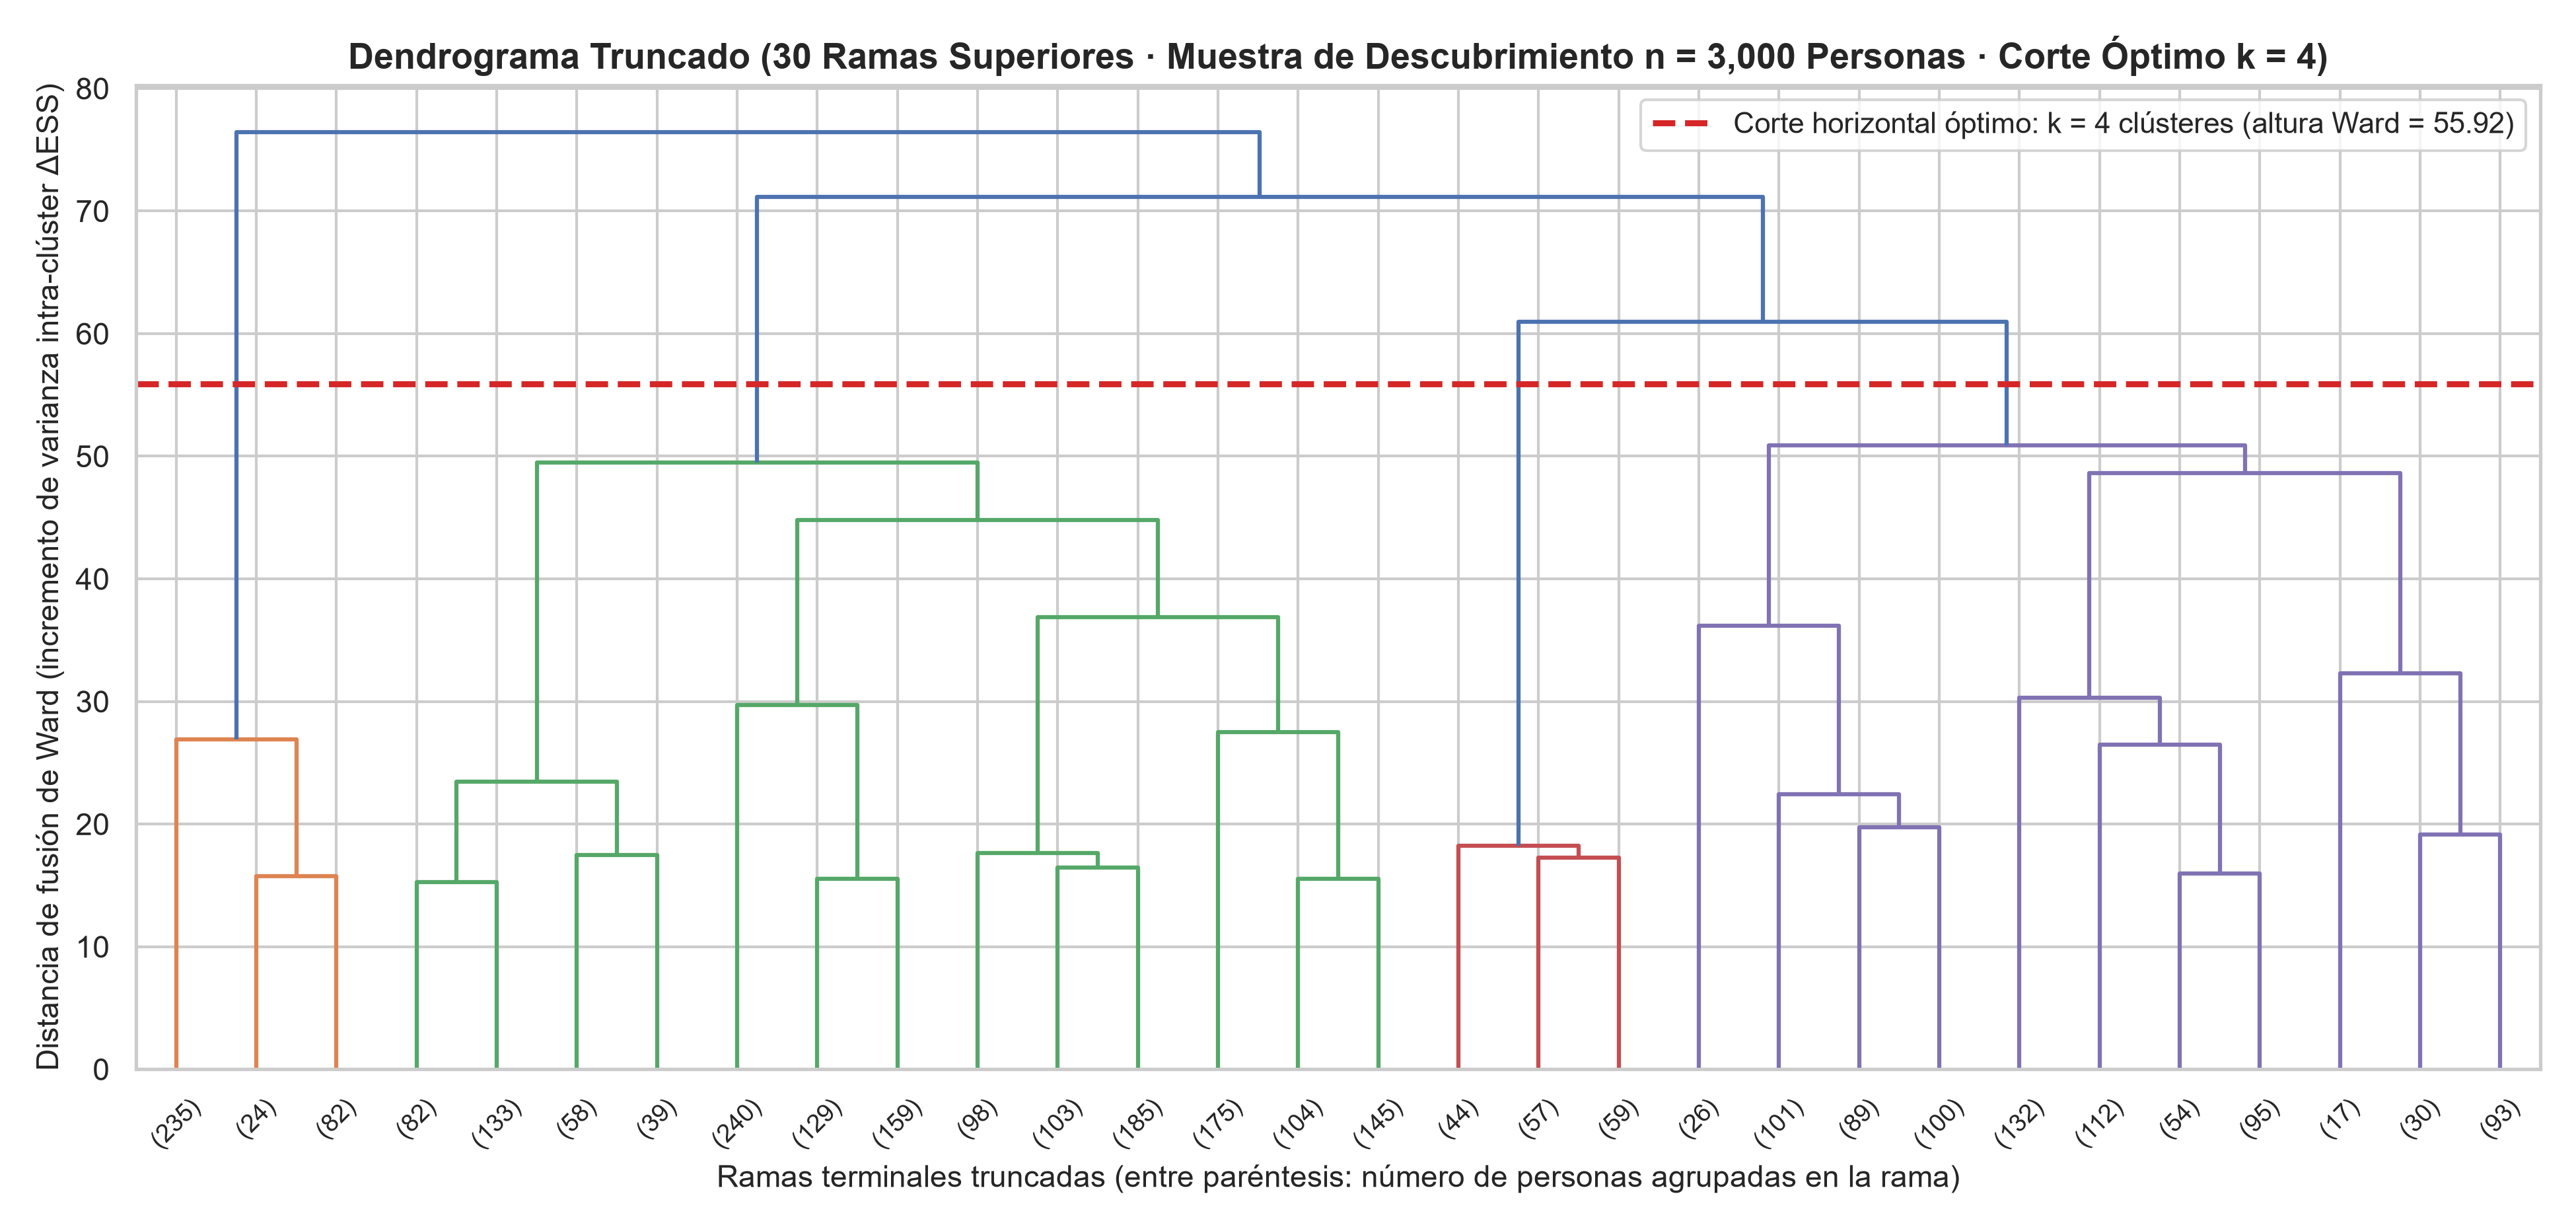 Dendrograma Truncado (30 Ramas Superiores · Muestra de Descubrimiento n = 3,000 Personas · Corte Óptimo k = 4)
Corte horizontal óptimo: k = 4 clústeres (altura Ward = 55.92)
Distancia de fusión de Ward (incremento de varianza intra-clúster ΔESS)
80
70
60
50
40
30
20
10
0
(235) (24) (82) (82) (133) (58) (39) (240) (129) (159) (98) (103) (185) (175) (104) (145) (44) (57) (59) (26) (101) (89) (100) (132) (112) (54) (95) (17) (30) (93)
Ramas terminales truncadas (entre paréntesis: número de personas agrupadas en la rama)